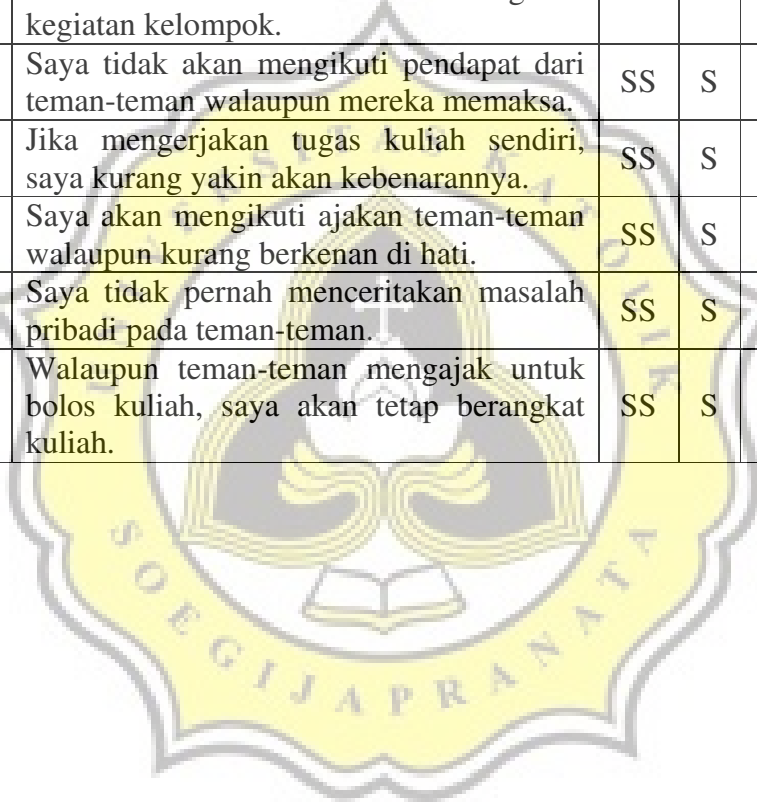 kegiatan kelompok.
Saya tidak akan mengikuti pendapat dari SS S
teman-teman walaupun mereka memaksa.
Jika mengerjakan tugas kuliah sendiri, SS S
saya kurang yakin akan kebenarannya.
Saya akan mengikuti ajakan teman-teman SS S
walaupun kurang berkenan di hati.
Saya tidak pernah menceritakan masalah SS S
pribadi pada teman-teman.
Walaupun teman-teman mengajak untuk
bolos kuliah, saya akan tetap berangkat SS S
kuliah.
UNIVERSITAS KATOLIK
SOEGIJAPRANATA